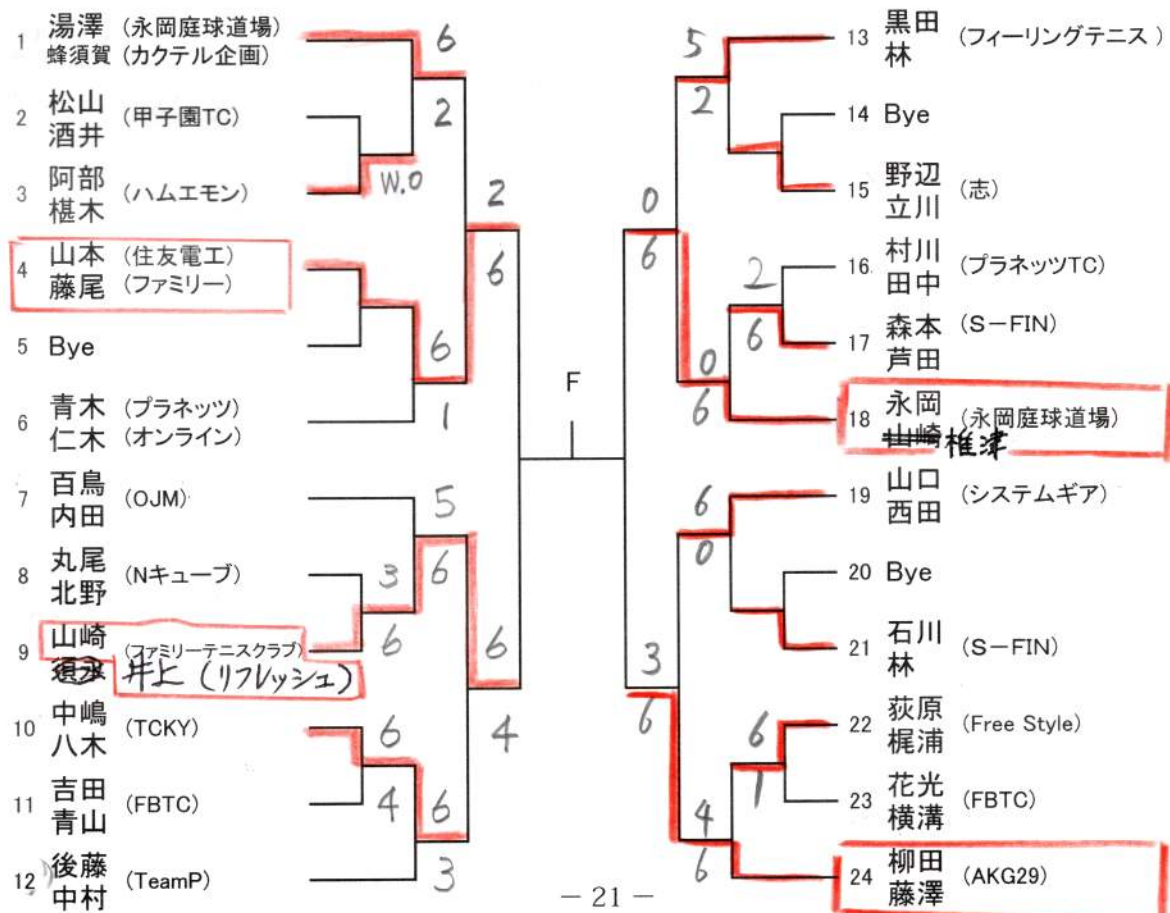 1 湯澤 (永岡庭球道場)
蜂須賀 (カクテル企画)
2 松山 (甲子園TC)
酒井
3 阿部 (ハムエモン)
椹木
4 山本 (住友電工)
藤尾 (ファミリー)
5 Bye
6 青木 (プラネッツ)
仁木 (オンライン)
7 百鳥 (OJM)
内田
8 丸尾 (Nキューブ)
北野
9 山崎 (ファミリーテニスクラブ)
井上 (リフレッシュ)
10 中嶋 (TCKY)
八木
11 吉田 (FBTC)
青山
12 後藤 (TeamP)
中村
6
2
W.O
6
1
2
6
5
6
3
6
6
4
6
4
6
3
F
5
2
0
6
2
6
0
6
6
0
3
6
6
1
4
6
13 黒田 (フィーリングテニス)
林
14 Bye
15 野辺 (志)
立川
16 村川 (プラネッツTC)
田中
17 森本 (S-FIN)
芦田
18 永岡 (永岡庭球道場)
山崎 椎津
19 山口 (システムギア)
西田
20 Bye
21 石川 (S-FIN)
林
22 荻原 (Free Style)
梶浦
23 花光 (FBTC)
横溝
24 柳田 (AKG29)
藤澤
- 21 -